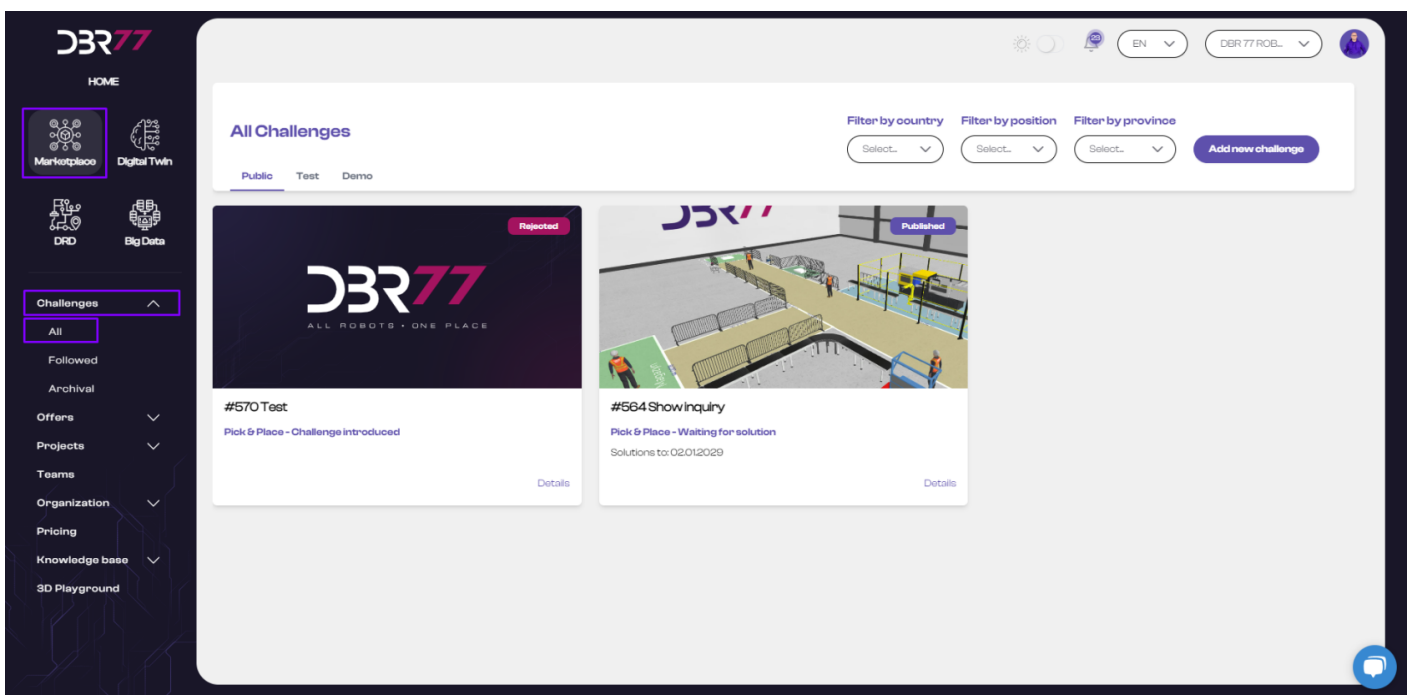 DBR77
HOME
Marketplace
Digital Twin
DRD
Big Data
Challenges
All
Followed
Archival
Offers
Projects
Teams
Organization
Pricing
Knowledge base
3D Playground
23
EN
DBR 77 ROB...
All Challenges
Filter by country
Filter by position
Filter by province
Select...
Select...
Select...
Add new challenge
Public
Test
Demo
Rejected
DBR77
ALL ROBOTS • ONE PLACE
#570 Test
Pick & Place - Challenge introduced
Details
DBR77
Published
#564 Show inquiry
Pick & Place - Waiting for solution
Solutions to: 02.01.2029
Details